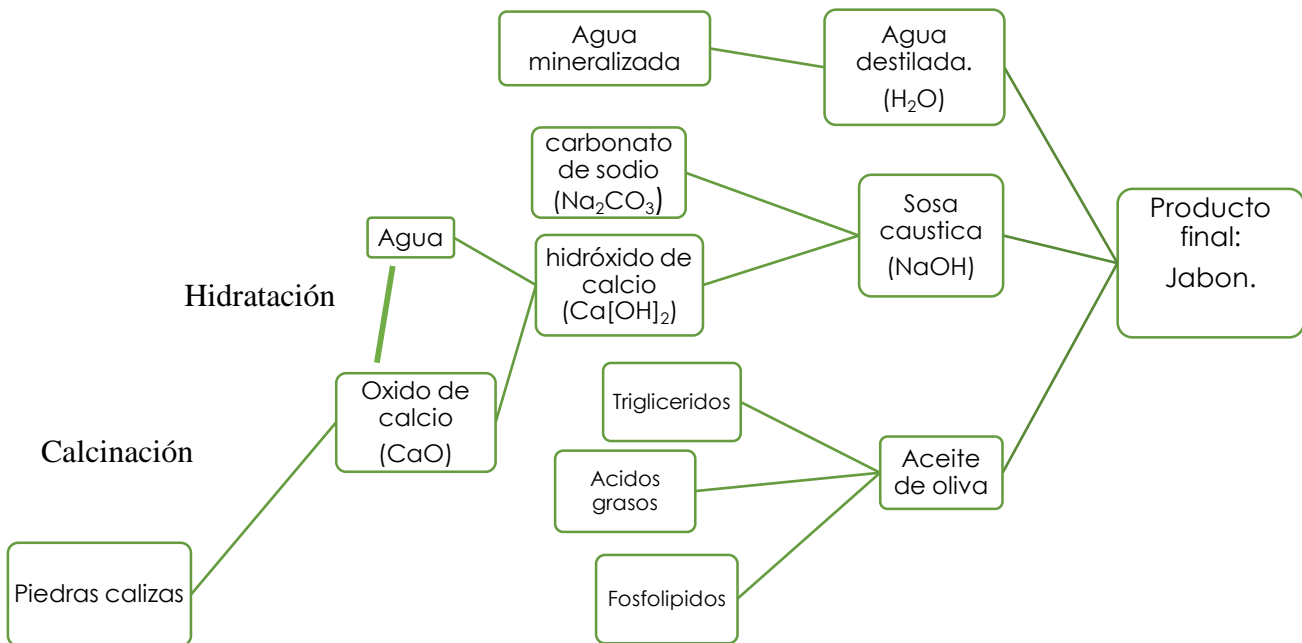 Agua
mineralizada
Agua
destilada.
(H₂O)
carbonato
de sodio
(Na₂CO₃)
Agua
hidróxido de
calcio
(Ca[OH]₂)
Sosa
caustica
(NaOH)
Producto
final:
Jabon.
Hidratación
Oxido de
calcio
(CaO)
Calcinación
Piedras calizas
Trigliceridos
Acidos
grasos
Fosfolipidos
Aceite
de oliva